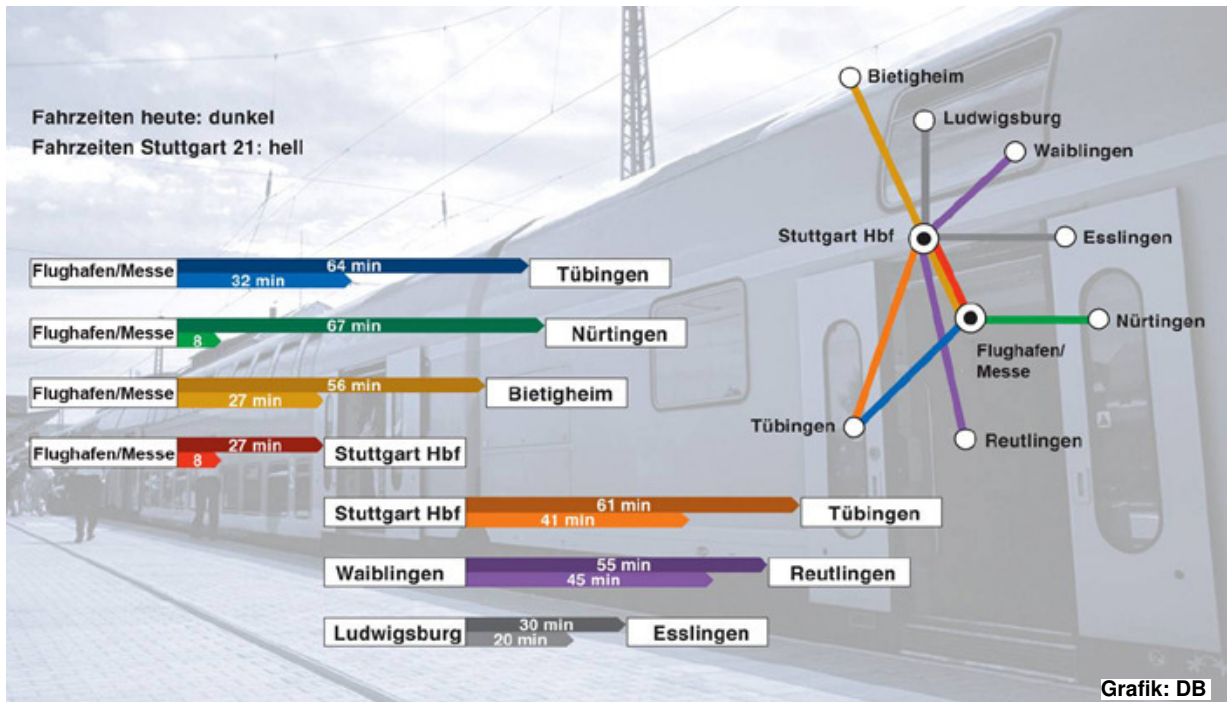 Fahrzeiten heute: dunkel
Fahrzeiten Stuttgart 21: hell
Flughafen/Messe 64 min Tübingen
32 min
Flughafen/Messe 67 min Nürtingen
8
Flughafen/Messe 56 min Bietigheim
27 min
Flughafen/Messe 27 min Stuttgart Hbf
8
Stuttgart Hbf 61 min Tübingen
41 min
Waiblingen 55 min Reutlingen
45 min
Ludwigsburg 30 min Esslingen
20 min
Bietigheim
Ludwigsburg
Waiblingen
Stuttgart Hbf
Esslingen
Nürtingen
Flughafen/
Messe
Tübingen
Reutlingen
Grafik: DB